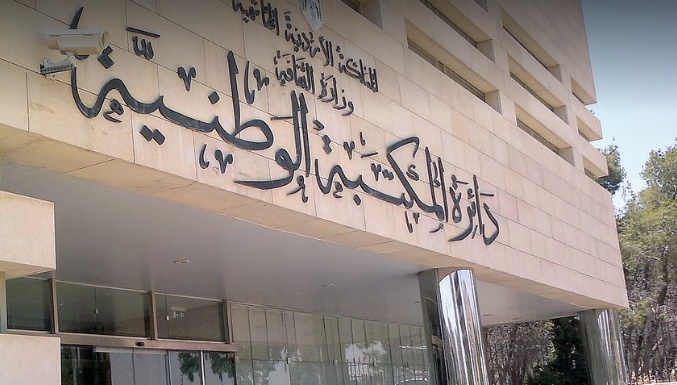 المملكة الأردنية الهاشمية
وزارة الثقافة
دائرة المكتبة الوطنية